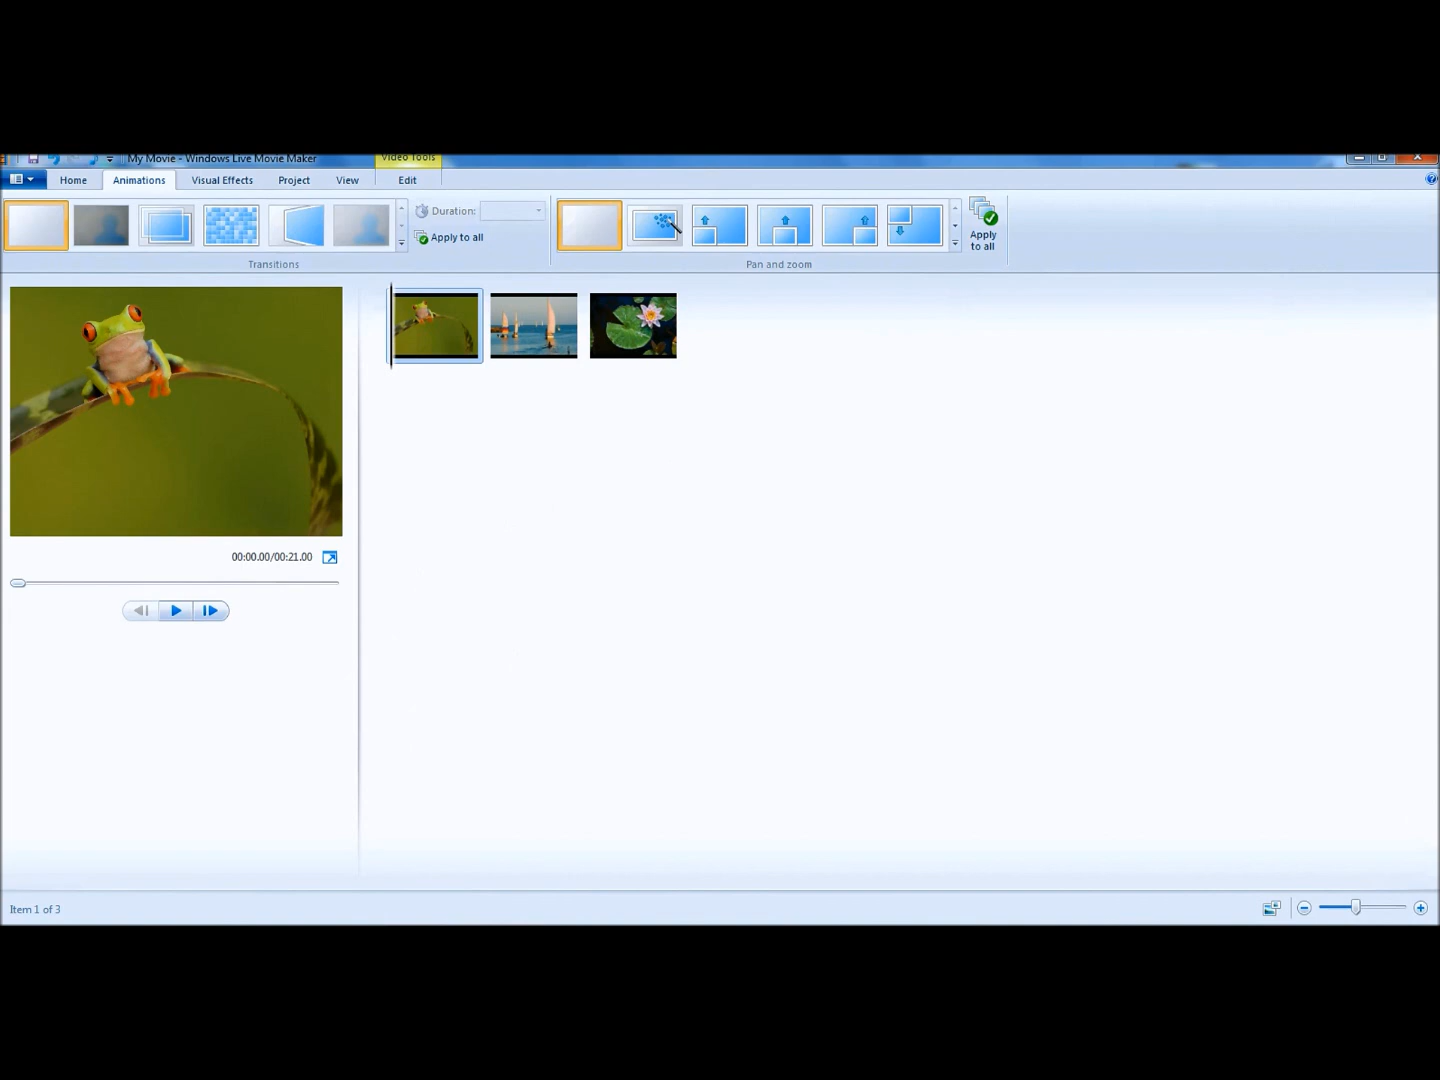 My Movie - Windows Live Movie Maker
Video Tools
Home
Animations
Visual Effects
Project
View
Edit
Duration:
Apply to all
Transitions
Apply
to all
Pan and zoom
00:00.00/00:21.00
Item 1 of 3